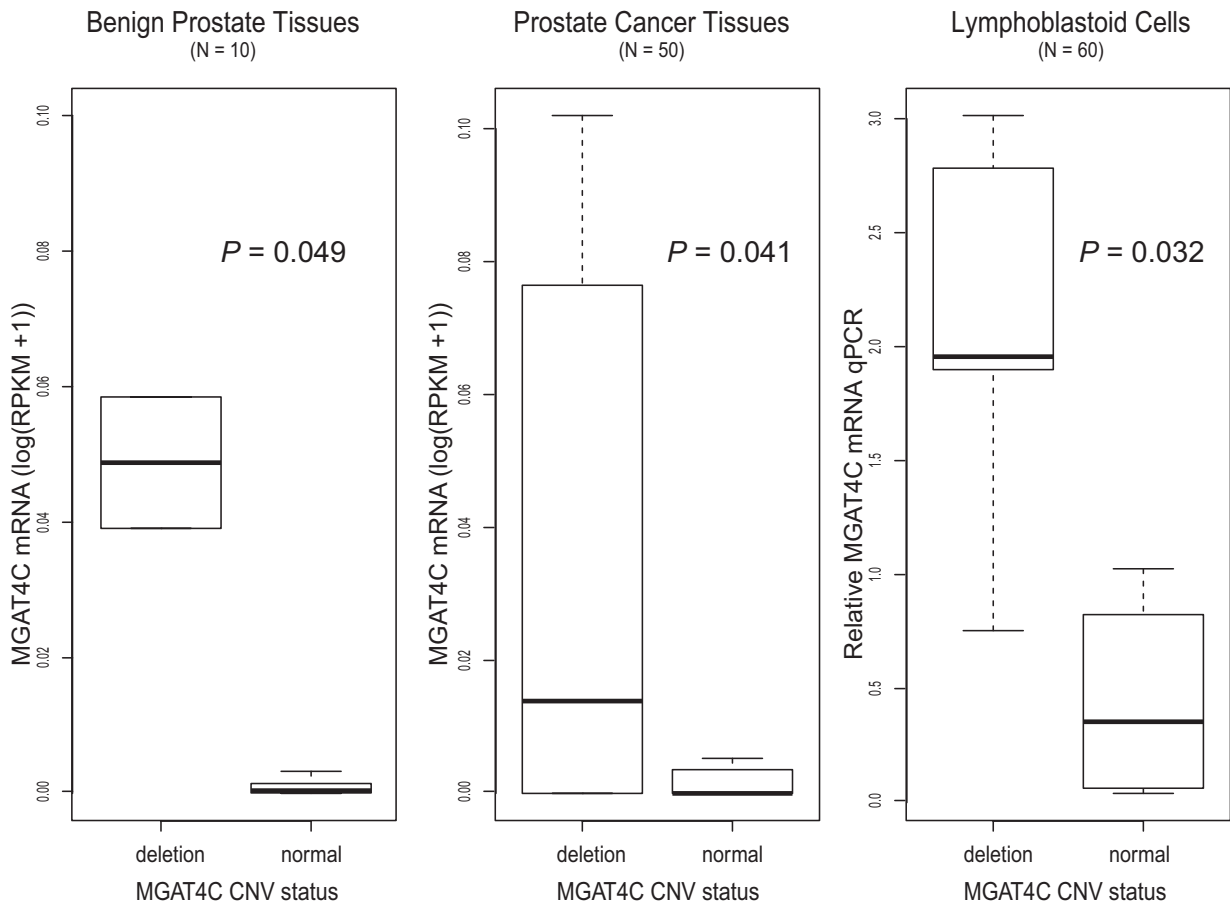 Benign Prostate Tissues
(N = 10)
MGAT4C mRNA (log(RPKM +1))
0.10
0.08
0.06
0.04
0.02
0.00
P = 0.049
deletion normal
MGAT4C CNV status
Prostate Cancer Tissues
(N = 50)
MGAT4C mRNA (log(RPKM +1))
0.10
0.08
0.06
0.04
0.02
0.00
P = 0.041
deletion normal
MGAT4C CNV status
Lymphoblastoid Cells
(N = 60)
Relative MGAT4C mRNA qPCR
3.0
2.5
2.0
1.5
1.0
0.5
0.0
P = 0.032
deletion normal
MGAT4C CNV status